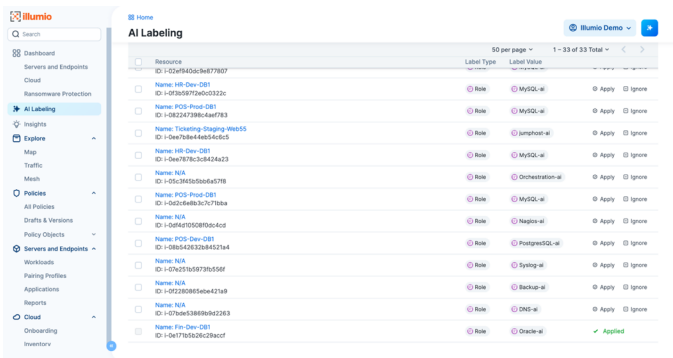 illumio
Home
AI Labeling
Illumio Demo
Search
Dashboard
Servers and Endpoints
Cloud
Ransomware Protection
AI Labeling
Insights
Explore
Map
Traffic
Mesh
Policies
All Policies
Drafts & Versions
Policy Objects
Servers and Endpoints
Workloads
Pairing Profiles
Applications
Reports
Cloud
Onboarding
Inventory
50 per page
1 – 33 of 33 Total
Resource Label Type Label Value
ID: i-02ef940dc9e877807
Name: HR-Dev-DB1
ID: i-0f3b597f2e0c0322c
Role MySQL-ai Apply Ignore
Name: POS-Prod-DB1
ID: i-082247398c4aef783
Role MySQL-ai Apply Ignore
Name: Ticketing-Staging-Web55
ID: i-0ee7b8e44eb54c6c5
Role jumphost-ai Apply Ignore
Name: HR-Dev-DB1
ID: i-0ee7878c3c8424a23
Role MySQL-ai Apply Ignore
Name: N/A
ID: i-05c3f45b5bb6a57f8
Role Orchestration-ai Apply Ignore
Name: POS-Prod-DB1
ID: i-0d2c6e8b3c7c71bba
Role MySQL-ai Apply Ignore
Name: N/A
ID: i-0df4d10508f0dc4cd
Role Nagios-ai Apply Ignore
Name: POS-Dev-DB1
ID: i-08b542632b84521a4
Role PostgresSQL-ai Apply Ignore
Name: N/A
ID: i-07e251b5973fb556f
Role Syslog-ai Apply Ignore
Name: N/A
ID: i-0f2280865ebe421a9
Role Backup-ai Apply Ignore
Name: N/A
ID: i-07bde53869b9d2263
Role DNS-ai Apply Ignore
Name: Fin-Dev-DB1
ID: i-0e171b5b26c29accf
Role Oracle-ai Applied